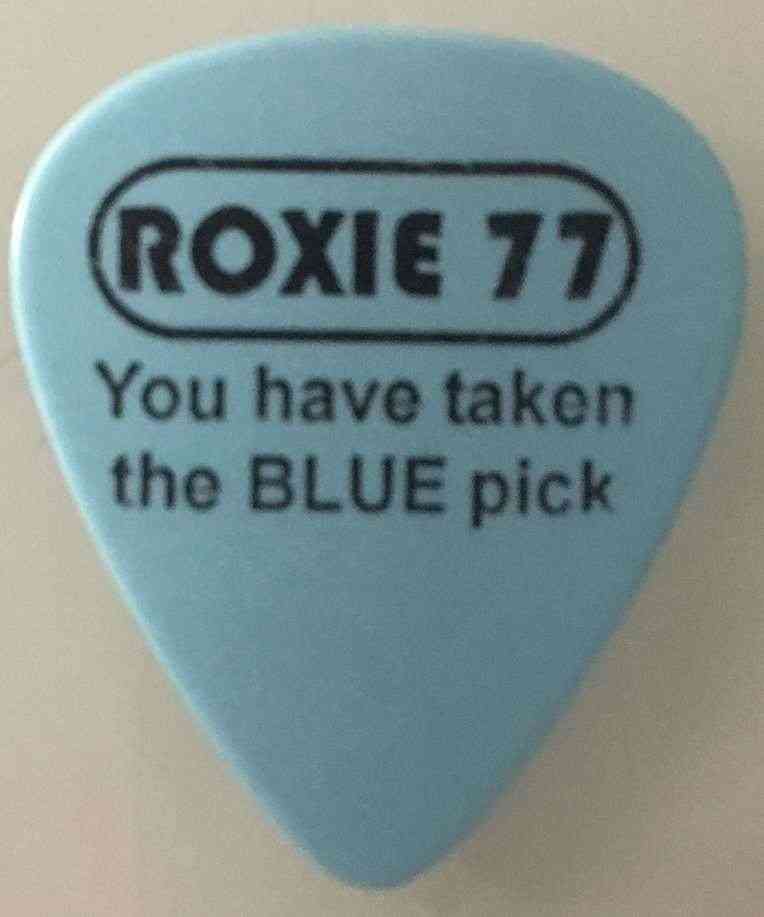 ROXIE 77
You have taken
the BLUE pick